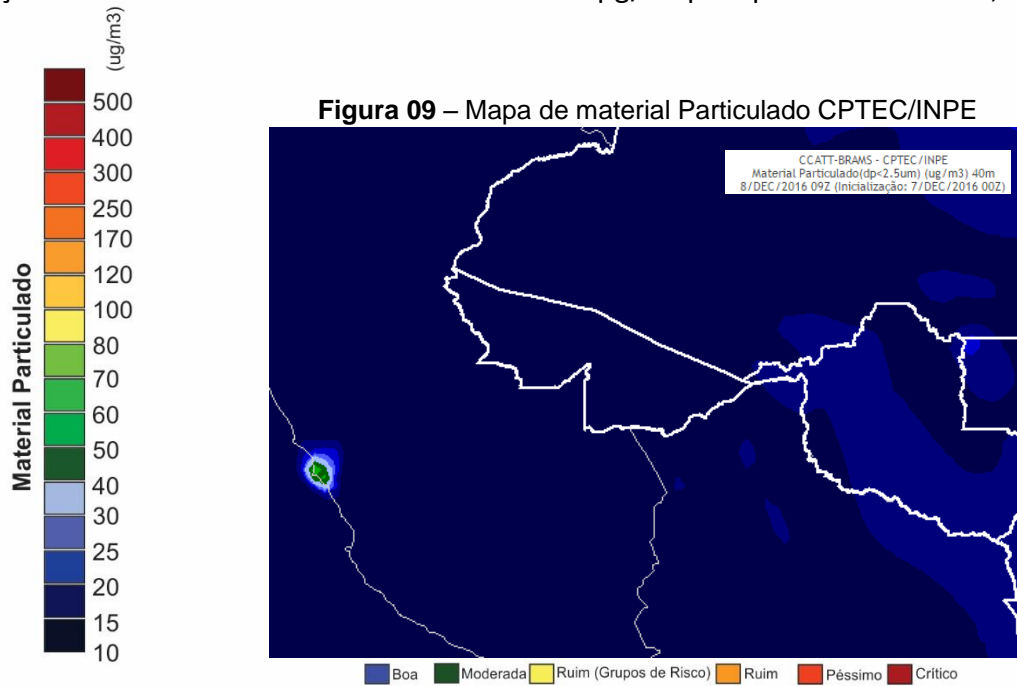 (ug/m3)
Material Particulado
500
400
300
250
170
120
100
80
70
60
50
40
30
25
20
15
10
Figura 09 – Mapa de material Particulado CPTEC/INPE
CCATT-BRAMS - CPTEC/INPE
Material Particulado(dp<2.5um) (ug/m3) 40m
8/DEC/2016 09Z (Inicialização: 7/DEC/2016 00Z)
Boa Moderada Ruim (Grupos de Risco) Ruim Péssimo Crítico